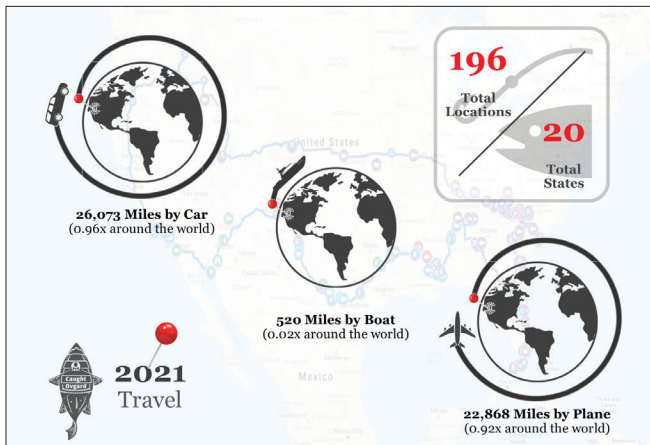 196
Total
Locations
20
Total
States
United States
26,073 Miles by Car
(0.96x around the world)
520 Miles by Boat
(0.02x around the world)
Mexico
Caught
Ovgard
2021
Travel
22,868 Miles by Plane
(0.92x around the world)